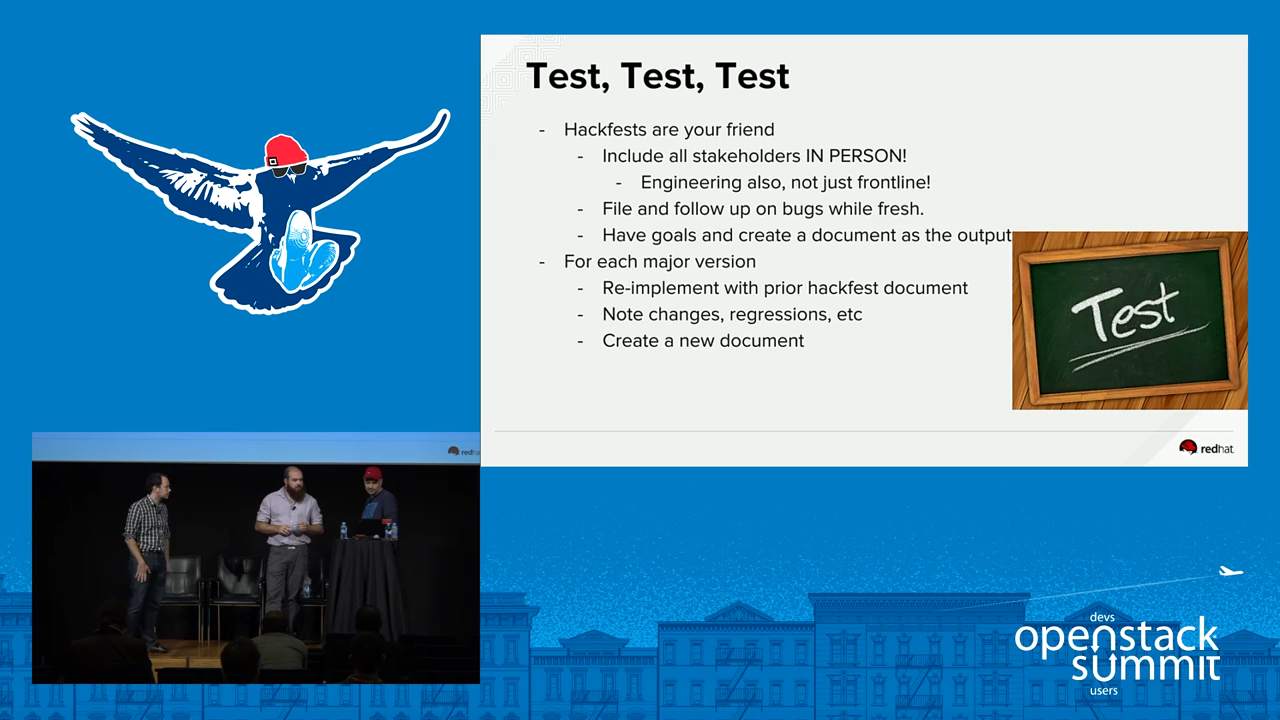 Test, Test, Test
- Hackfests are your friend
- Include all stakeholders IN PERSON!
- Engineering also, not just frontline!
- File and follow up on bugs while fresh.
- Have goals and create a document as the output
- For each major version
- Re-implement with prior hackfest document
- Note changes, regressions, etc
- Create a new document
Test
redhat
redha
devs
openstack
summit
users